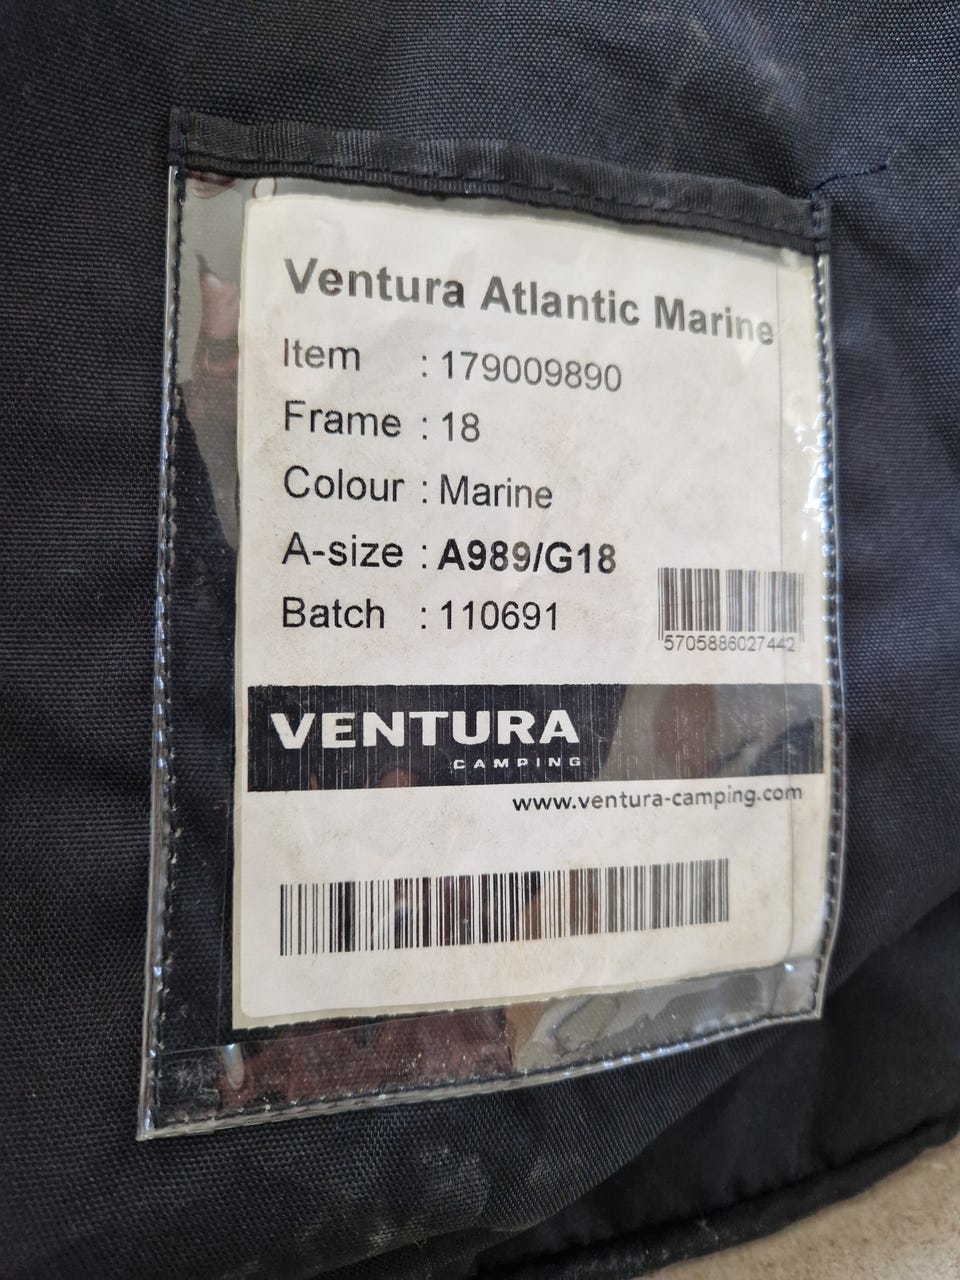 Ventura Atlantic Marine
Item : 179009890
Frame : 18
Colour : Marine
A-size : A989/G18
Batch : 110691
5705886027442
VENTURA
CAMPING
www.ventura-camping.com